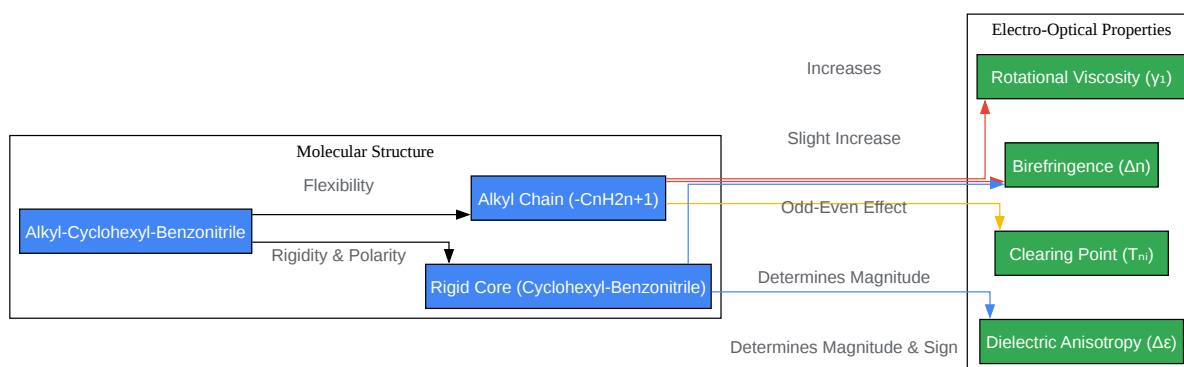 Electro-Optical Properties
Increases
Rotational Viscosity (γ₁)
Molecular Structure
Slight Increase
Birefringence (Δn)
Flexibility
Alkyl Chain (-CnH2n+1)
Odd-Even Effect
Alkyl-Cyclohexyl-Benzonitrile
Rigidity & Polarity
Clearing Point (Tₙᵢ)
Rigid Core (Cyclohexyl-Benzonitrile)
Determines Magnitude
Determines Magnitude & Sign
Dielectric Anisotropy (Δε)